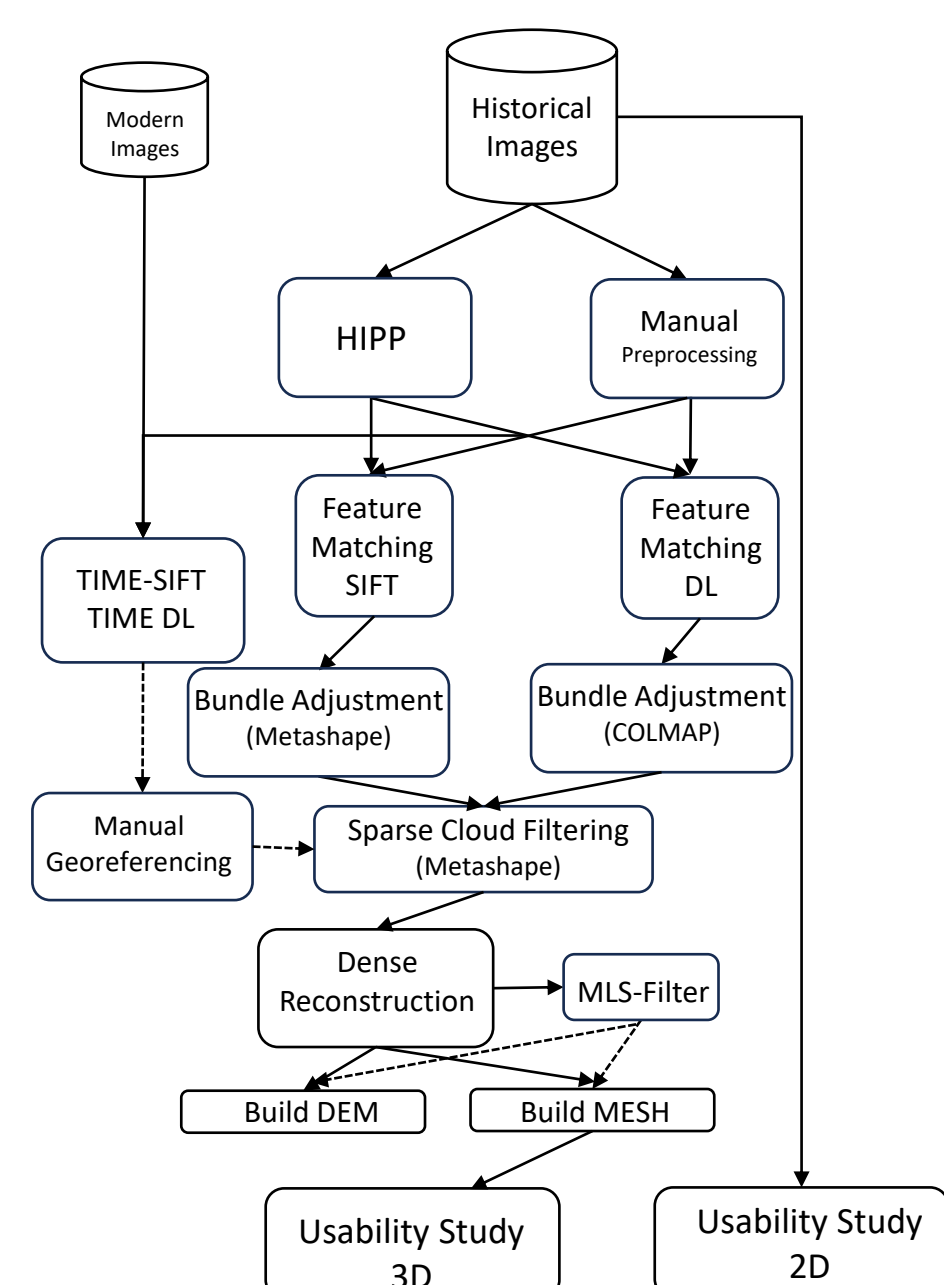 Modern
Images
Historical
Images
HIPP
Manual
Preprocessing
Feature
Matching
SIFT
Feature
Matching
DL
TIME-SIFT
TIME DL
Bundle Adjustment
(Metashape)
Bundle Adjustment
(COLMAP)
Manual
Georeferencing
Sparse Cloud Filtering
(Metashape)
Dense
Reconstruction
MLS-Filter
Build DEM
Build MESH
Usability Study
3D
Usability Study
2D